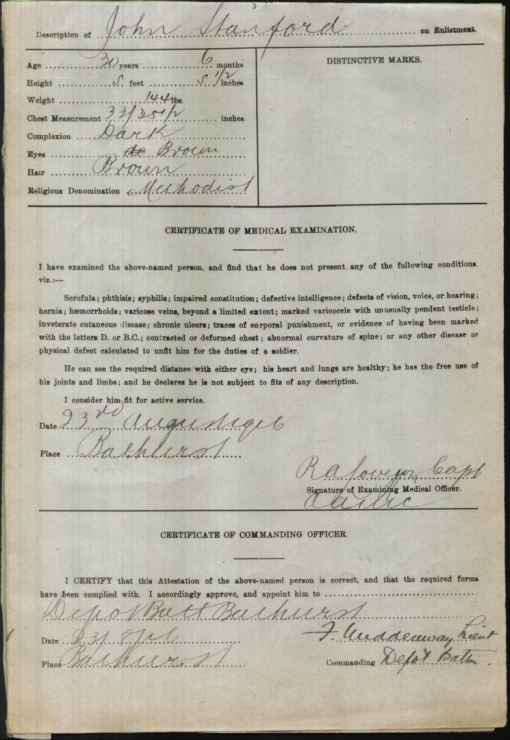 Description of John Stanford on Enlistment.
Age 30 years 6 months
Height 5 feet 5 1/2 inches
Weight 144 lbs.
Chest Measurement 33/35 1/2 inches
Complexion Dark
Eyes Brown
Hair Brown
Religious Denomination Methodist
DISTINCTIVE MARKS.
CERTIFICATE OF MEDICAL EXAMINATION.
I have examined the above-named person, and find that he does not present any of the following conditions
viz.:—
Scrofula; phthisis; syphilis; impaired constitution; defective intelligence; defects of vision, voice, or hearing;
hernia; hæmorrhoids; varicose veins, beyond a limited extent; marked varicocele with unusually pendent testicle;
inveterate cutaneous disease; chronic ulcers; traces of corporal punishment, or evidence of having been marked
with the letters D. or B.C.; contracted or deformed chest; abnormal curvature of spine; or any other disease or
physical defect calculated to unfit him for the duties of a soldier.
He can see the required distance with either eye; his heart and lungs are healthy; he has the free use of
his joints and limbs; and he declares he is not subject to fits of any description.
I consider him fit for active service.
Date 23rd August 1916
Place Bathurst
Capt
Signature of Examining Medical Officer.
CERTIFICATE OF COMMANDING OFFICER.
I CERTIFY that this Attestation of the above-named person is correct, and that the required forms
have been complied with. I accordingly approve, and appoint him to
Depot Batt Bathurst
Date 23/8/16
Lieut
Place Bathurst
Commanding Depot Battn.